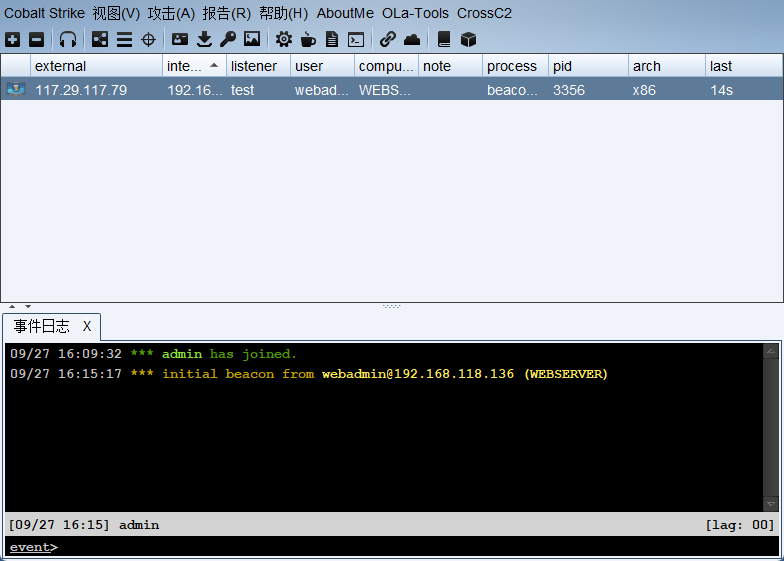 Cobalt Strike 视图(V) 攻击(A) 报告(R) 帮助(H) AboutMe OLa-Tools CrossC2
external inte... listener user compu... note process pid arch last
117.29.117.79 192.16... test webad... WEBS... beaco... 3356 x86 14s
事件日志 X
09/27 16:09:32 *** admin has joined.
09/27 16:15:17 *** initial beacon from webadmin@192.168.118.136 (WEBSERVER)
[09/27 16:15] admin [lag: 00]
event>